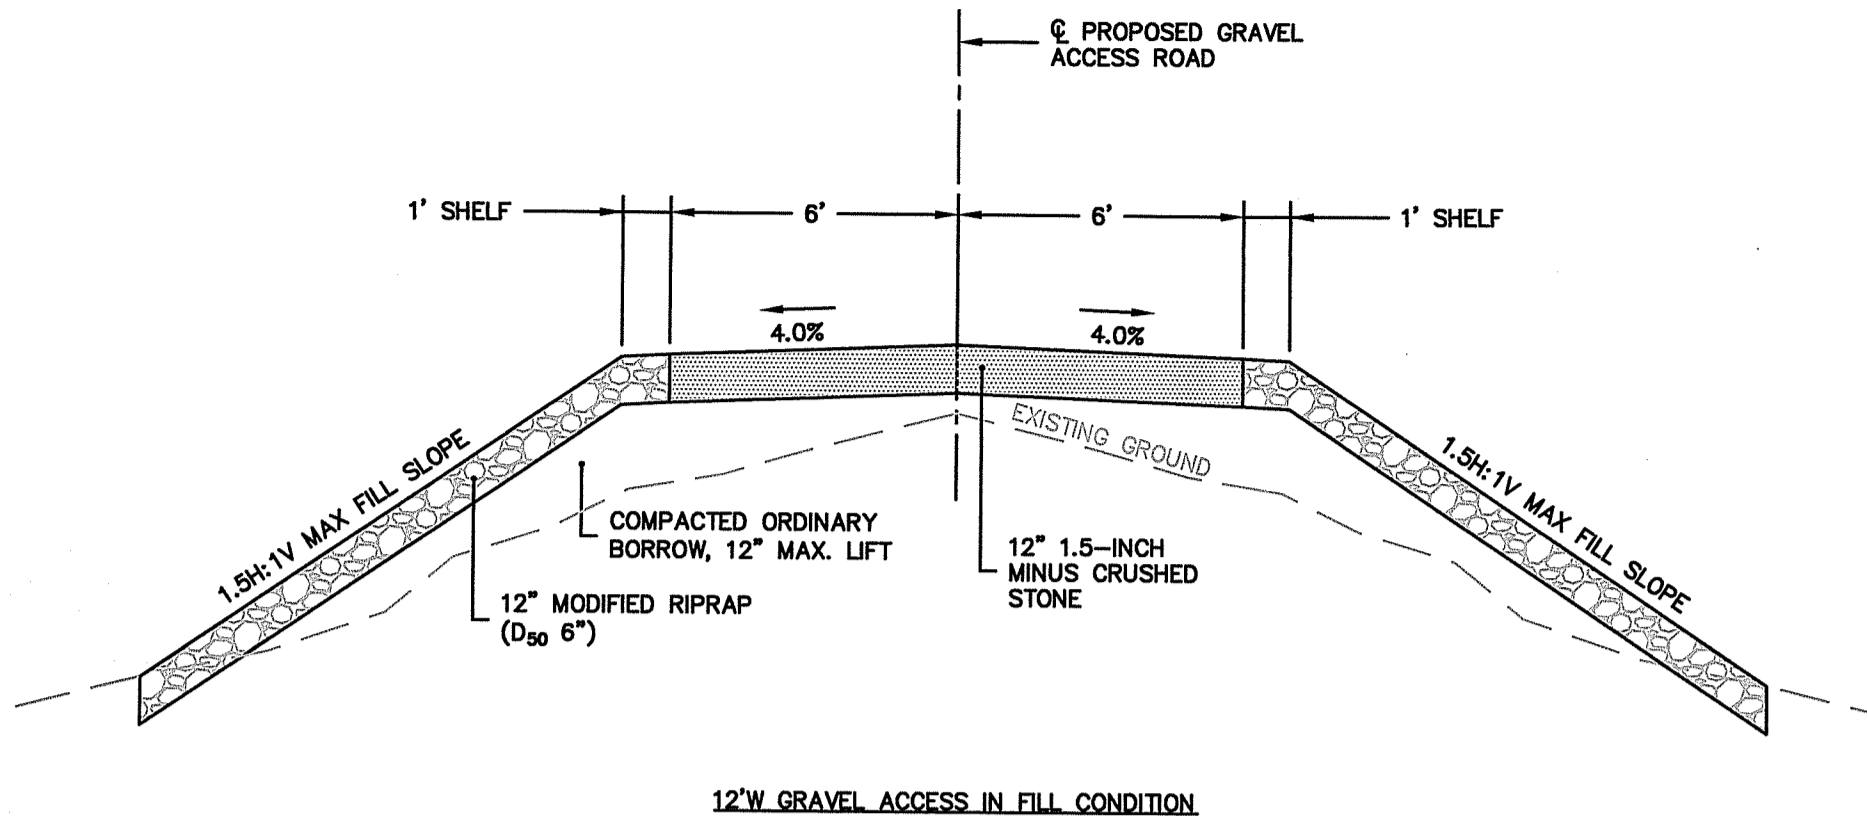 ℄ PROPOSED GRAVEL
ACCESS ROAD
1' SHELF
6'
6'
1' SHELF
4.0%
4.0%
EXISTING GROUND
1.5H:1V MAX FILL SLOPE
1.5H:1V MAX FILL SLOPE
COMPACTED ORDINARY
BORROW, 12" MAX. LIFT
12" 1.5-INCH
MINUS CRUSHED
STONE
12" MODIFIED RIPRAP
(D50 6")
12'W GRAVEL ACCESS IN FILL CONDITION